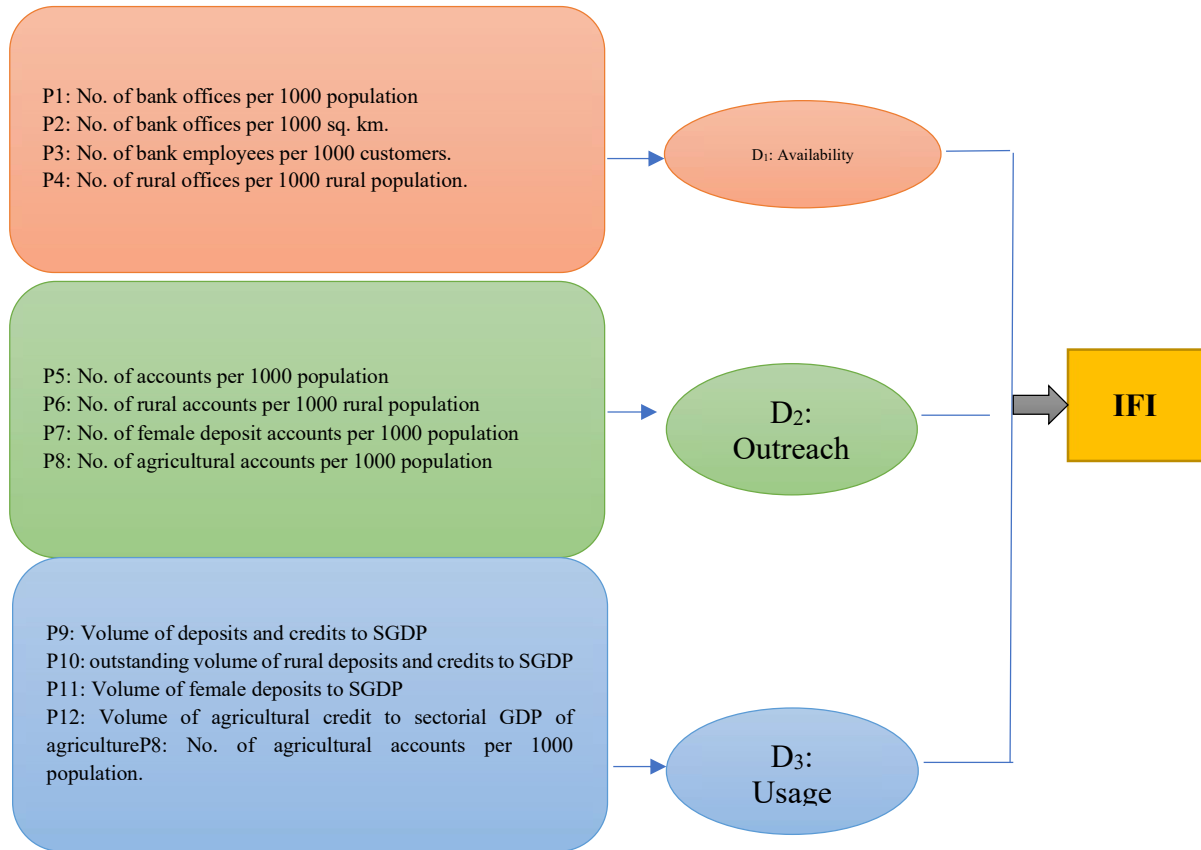 P1: No. of bank offices per 1000 population
P2: No. of bank offices per 1000 sq. km.
P3: No. of bank employees per 1000 customers.
P4: No. of rural offices per 1000 rural population.
D₁: Availability
P5: No. of accounts per 1000 population
P6: No. of rural accounts per 1000 rural population
P7: No. of female deposit accounts per 1000 population
P8: No. of agricultural accounts per 1000 population
D₂:
Outreach
IFI
P9: Volume of deposits and credits to SGDP
P10: outstanding volume of rural deposits and credits to SGDP
P11: Volume of female deposits to SGDP
P12: Volume of agricultural credit to sectorial GDP of
agricultureP8: No. of agricultural accounts per 1000
population.
D₃:
Usage